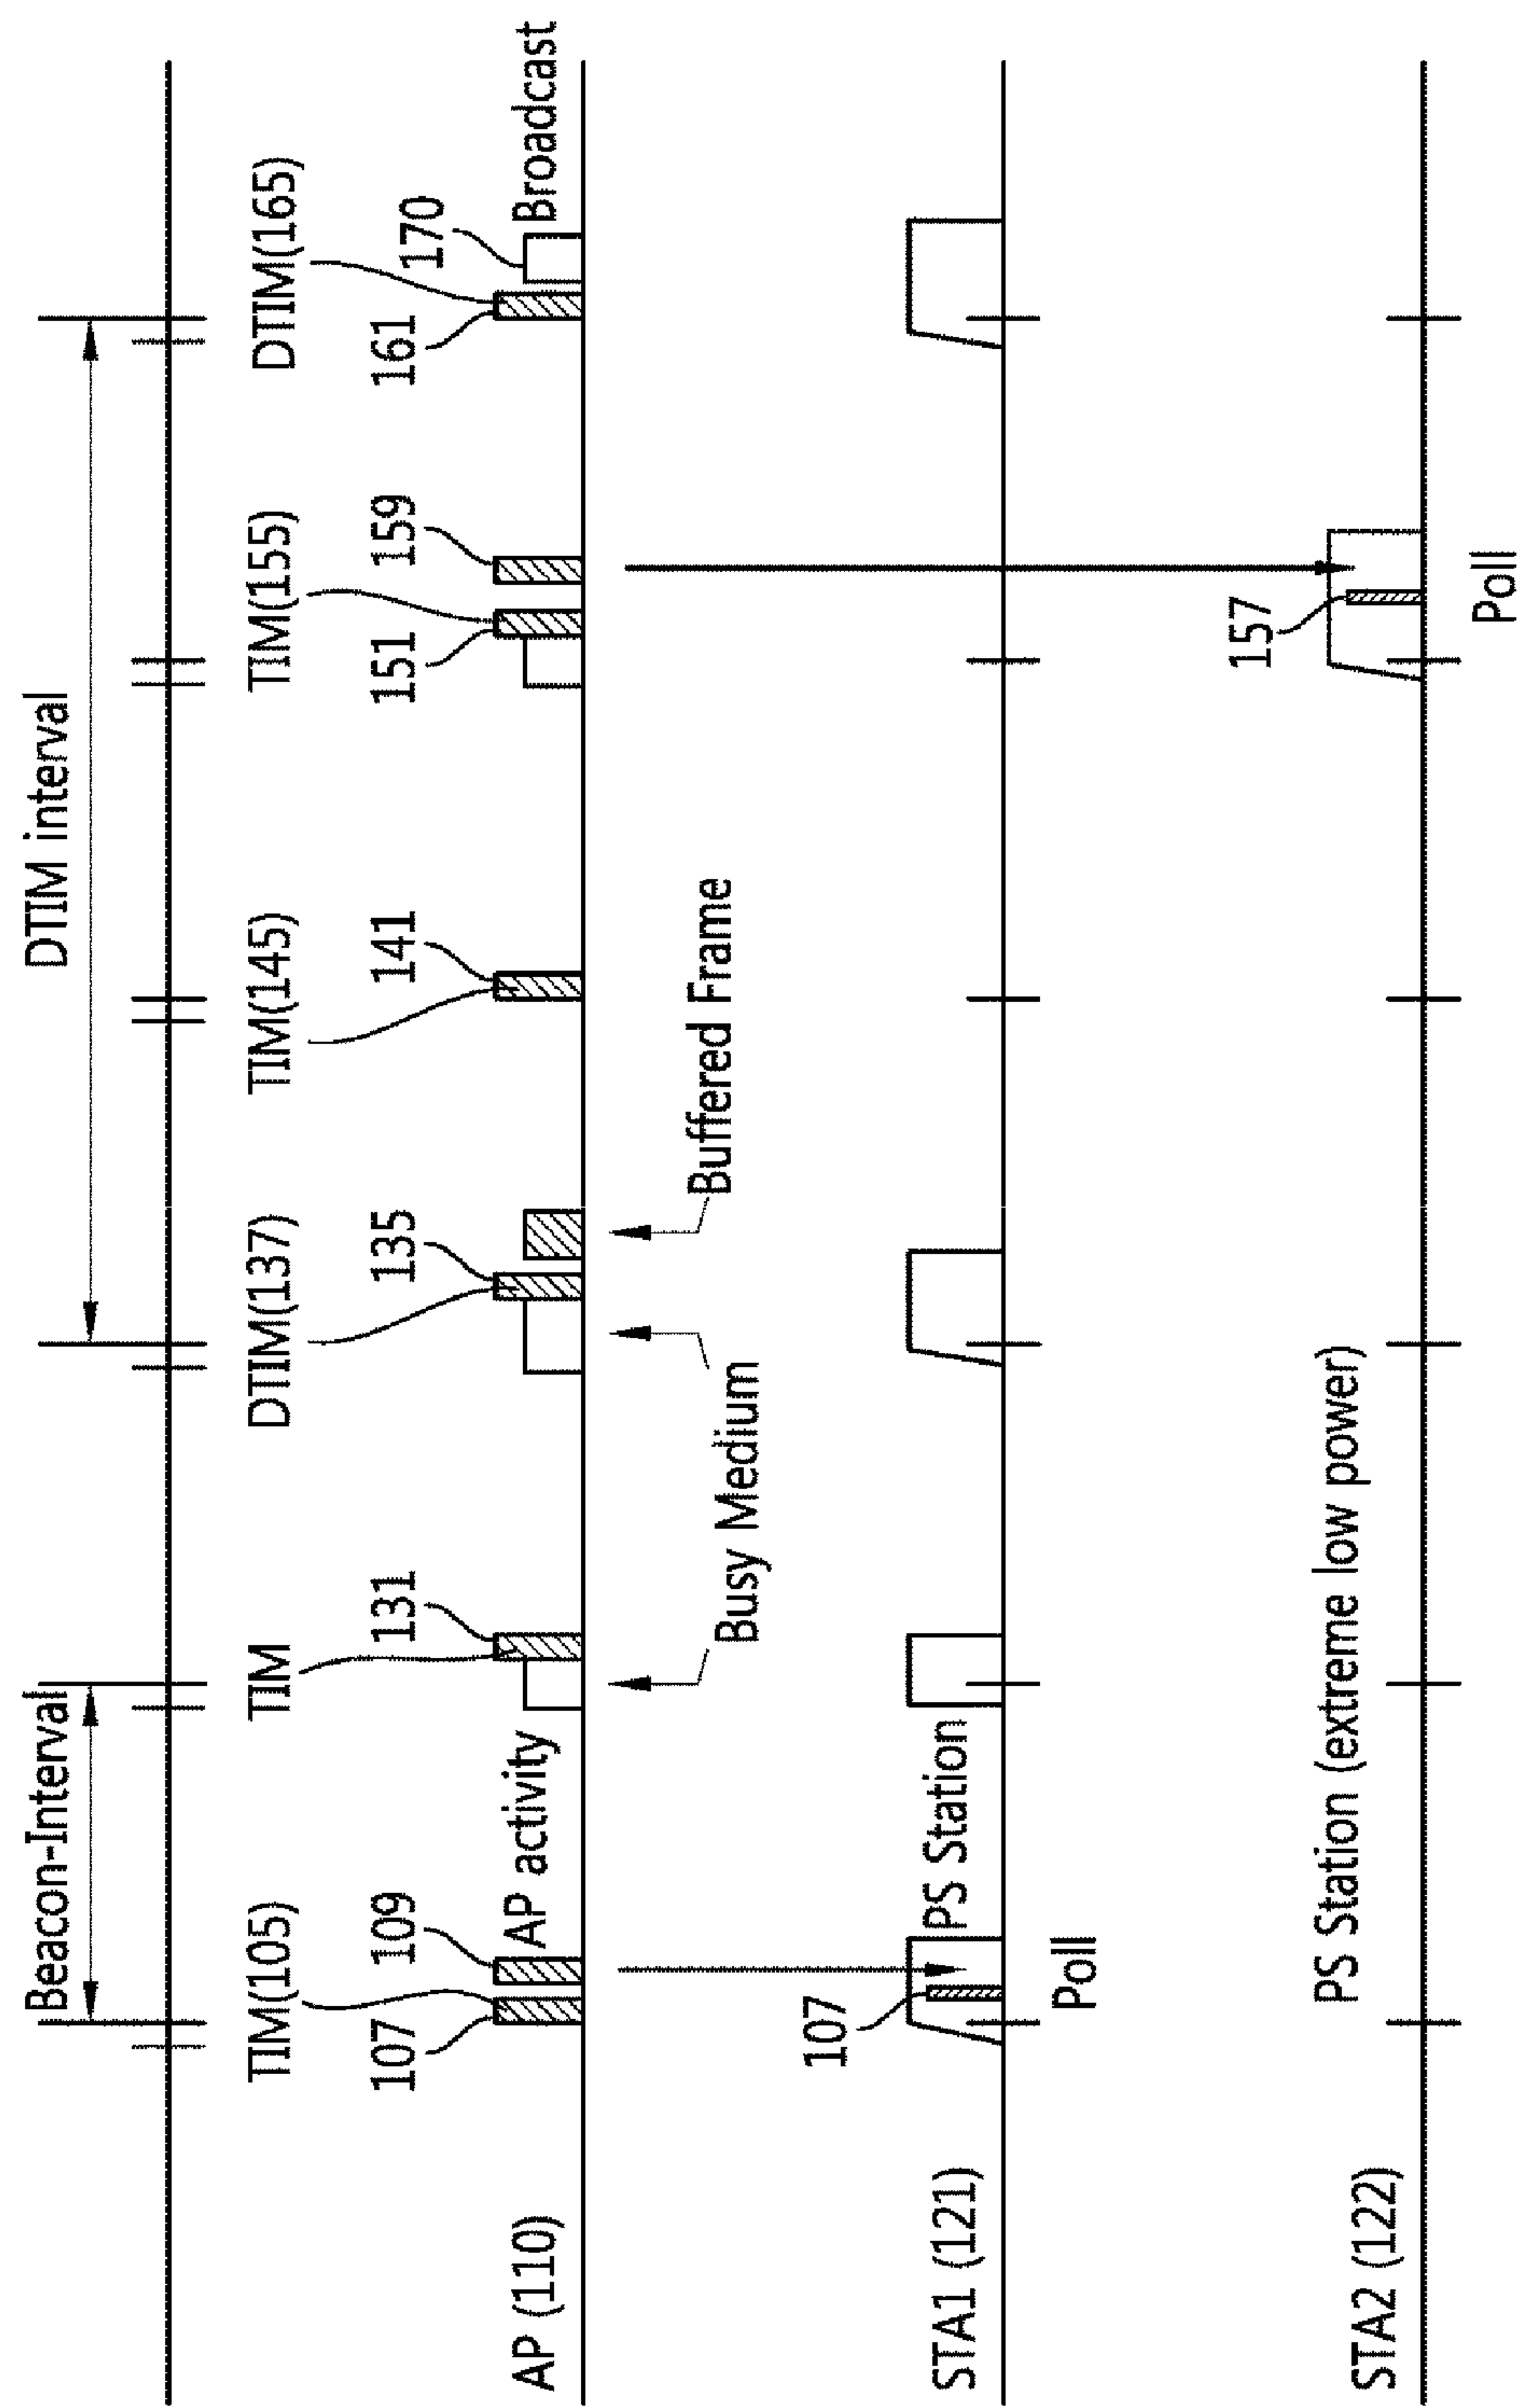 Beacon-Interval
DTIM interval
TIM(105)
TIM
DTIM(137)
TIM(145)
TIM(155)
DTIM(165)
107
109
131
135
141
151
159
161
170
AP (110)
AP activity
Broadcast
Busy Medium
Buffered Frame
107
STA1 (121)
PS Station
Poll
157
STA2 (122)
PS Station (extreme low power)
Poll